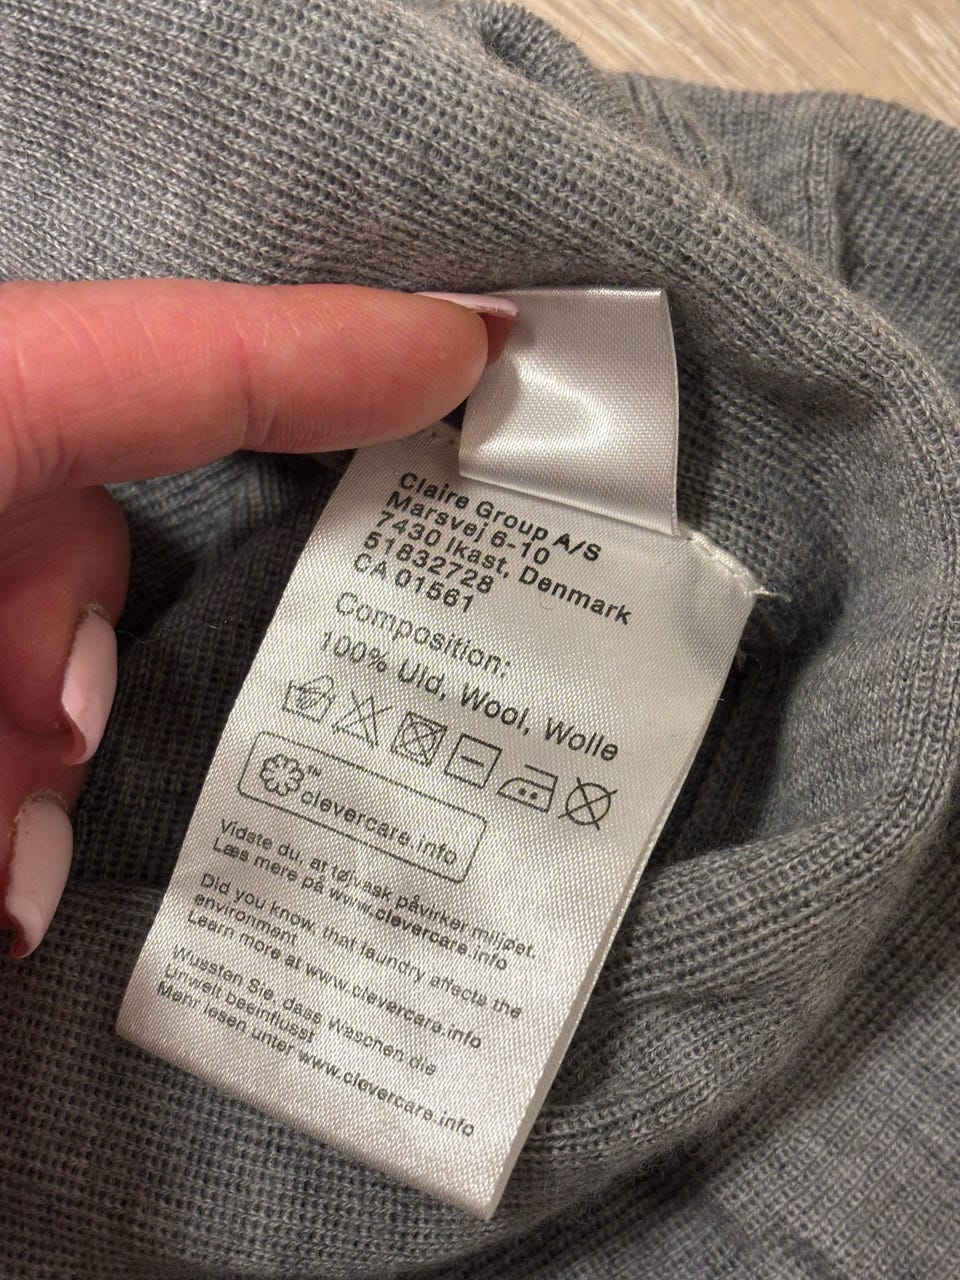 Claire Group A/S
Marsvej 6-10
7430 Ikast, Denmark
51832728
CA 01561
Composition:
100% Uld, Wool, Wolle
™
clevercare.info
Vidste du, at tøjvask påvirker miljøet.
Læs mere på www.clevercare.info
Did you know, that laundry affects the
environment
Learn more at www.clevercare.info
Wussten Sie, dass Waschen die
Umwelt beeinflusst
Mehr lesen unter www.clevercare.info